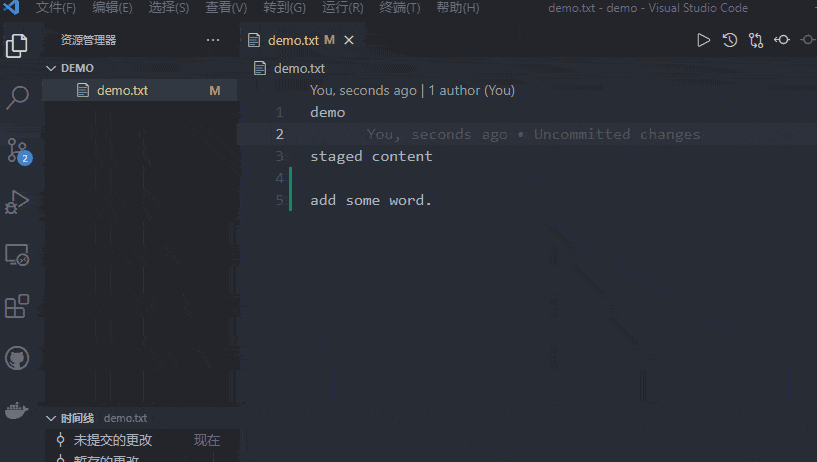 文件(F) 编辑(E) 选择(S) 查看(V) 转到(G) 运行(R) 终端(T) 帮助(H) demo.txt - demo - Visual Studio Code
资源管理器 ···
demo.txt M
DEMO
demo.txt M
demo.txt
You, seconds ago | 1 author (You)
1 demo
2 You, seconds ago • Uncommitted changes
3 staged content
4
5 add some word.
2
时间线 demo.txt
未提交的更改 现在
暂存的更改